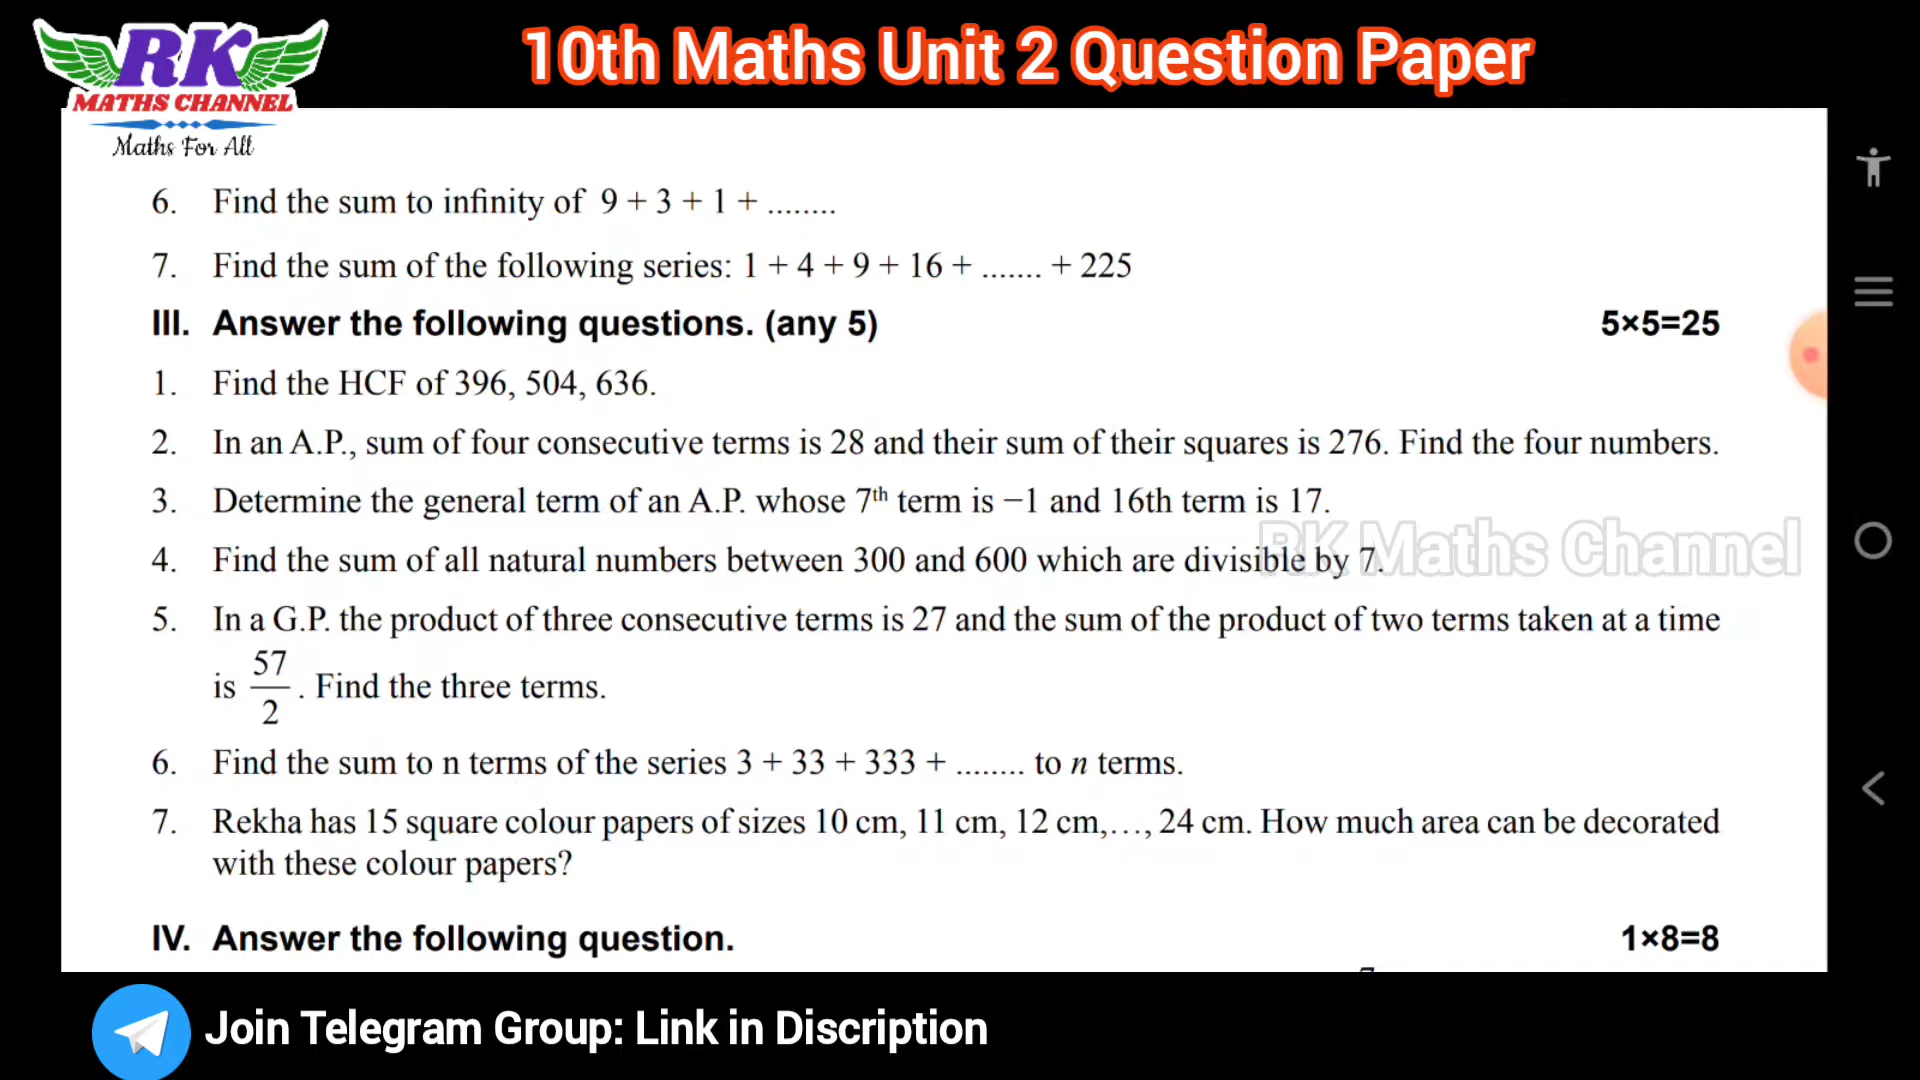 RK
MATHS CHANNEL
Maths For All
10th Maths Unit 2 Question Paper
6. Find the sum to infinity of 9 + 3 + 1 + ........
7. Find the sum of the following series: 1 + 4 + 9 + 16 + ....... + 225
III. Answer the following questions. (any 5) 5×5=25
1. Find the HCF of 396, 504, 636.
2. In an A.P., sum of four consecutive terms is 28 and their sum of their squares is 276. Find the four numbers.
3. Determine the general term of an A.P. whose 7th term is −1 and 16th term is 17.
RK Maths Channel
4. Find the sum of all natural numbers between 300 and 600 which are divisible by 7.
5. In a G.P. the product of three consecutive terms is 27 and the sum of the product of two terms taken at a time
is 57/2. Find the three terms.
6. Find the sum to n terms of the series 3 + 33 + 333 + ........ to n terms.
7. Rekha has 15 square colour papers of sizes 10 cm, 11 cm, 12 cm,…, 24 cm. How much area can be decorated
with these colour papers?
IV. Answer the following question. 1×8=8
Join Telegram Group: Link in Discription